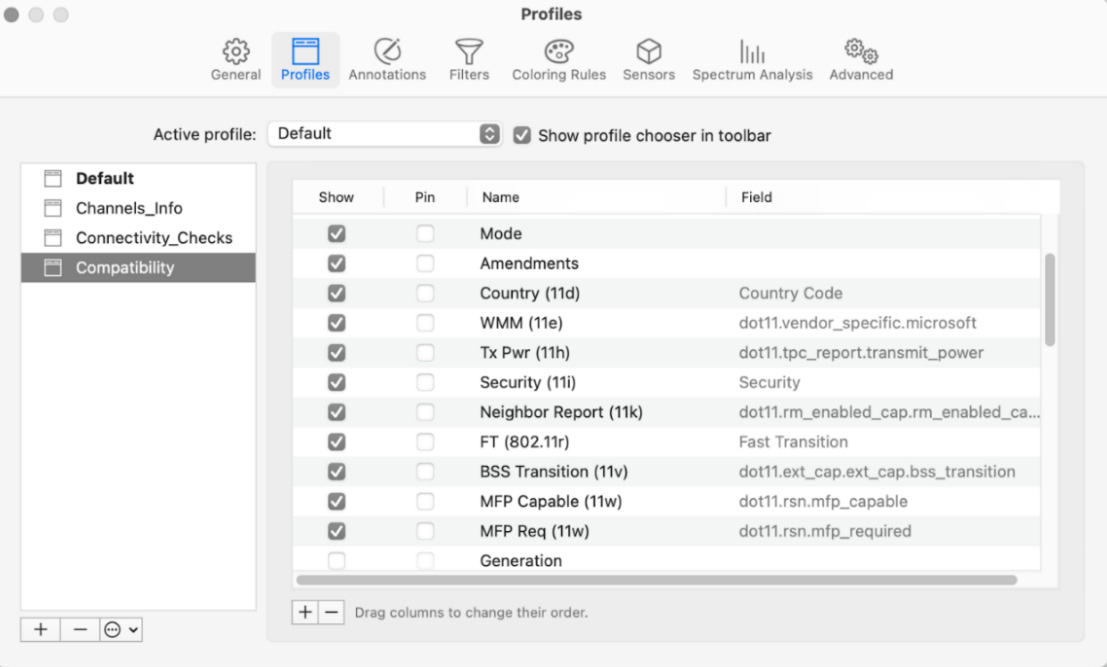 Profiles
General Profiles Annotations Filters Coloring Rules Sensors Spectrum Analysis Advanced
Active profile: Default Show profile chooser in toolbar
Default
Channels_Info
Connectivity_Checks
Compatibility
Show Pin Name Field
Mode
Amendments
Country (11d) Country Code
WMM (11e) dot11.vendor_specific.microsoft
Tx Pwr (11h) dot11.tpc_report.transmit_power
Security (11i) Security
Neighbor Report (11k) dot11.rm_enabled_cap.rm_enabled_ca...
FT (802.11r) Fast Transition
BSS Transition (11v) dot11.ext_cap.ext_cap.bss_transition
MFP Capable (11w) dot11.rsn.mfp_capable
MFP Req (11w) dot11.rsn.mfp_required
Generation
Drag columns to change their order.